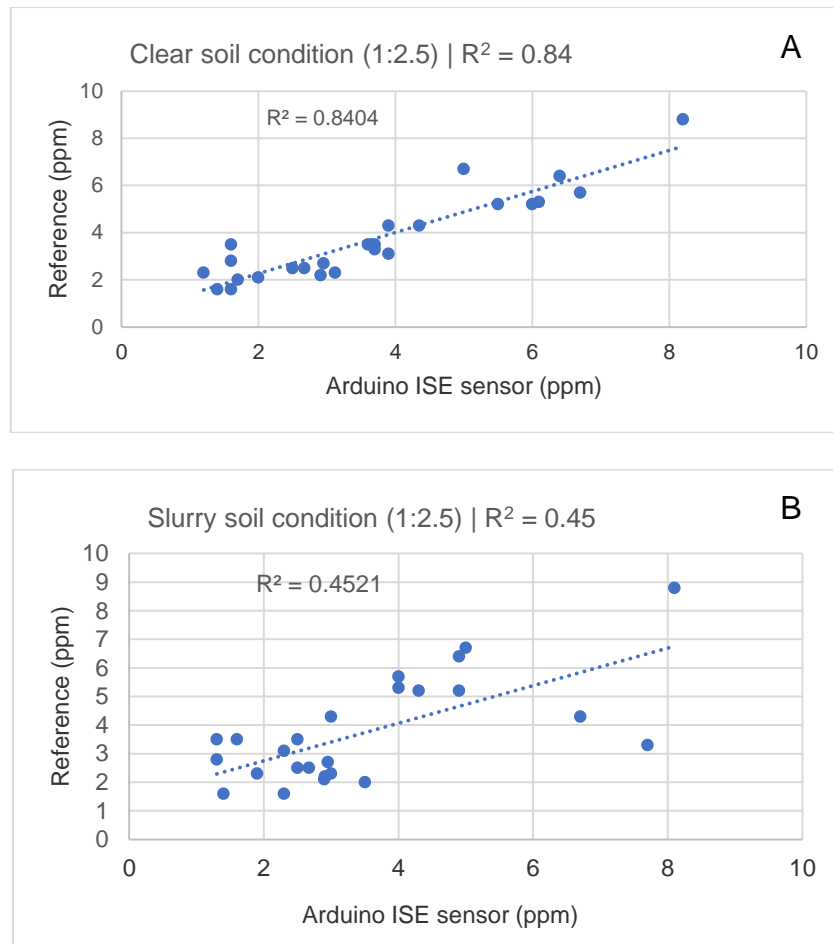 A
Clear soil condition (1:2.5) | R² = 0.84
R² = 0.8404
Reference (ppm)
10
8
6
4
2
0
0 2 4 6 8 10
Arduino ISE sensor (ppm)
B
Slurry soil condition (1:2.5) | R² = 0.45
R² = 0.4521
Reference (ppm)
10
9
8
7
6
5
4
3
2
1
0
0 2 4 6 8 10
Arduino ISE sensor (ppm)